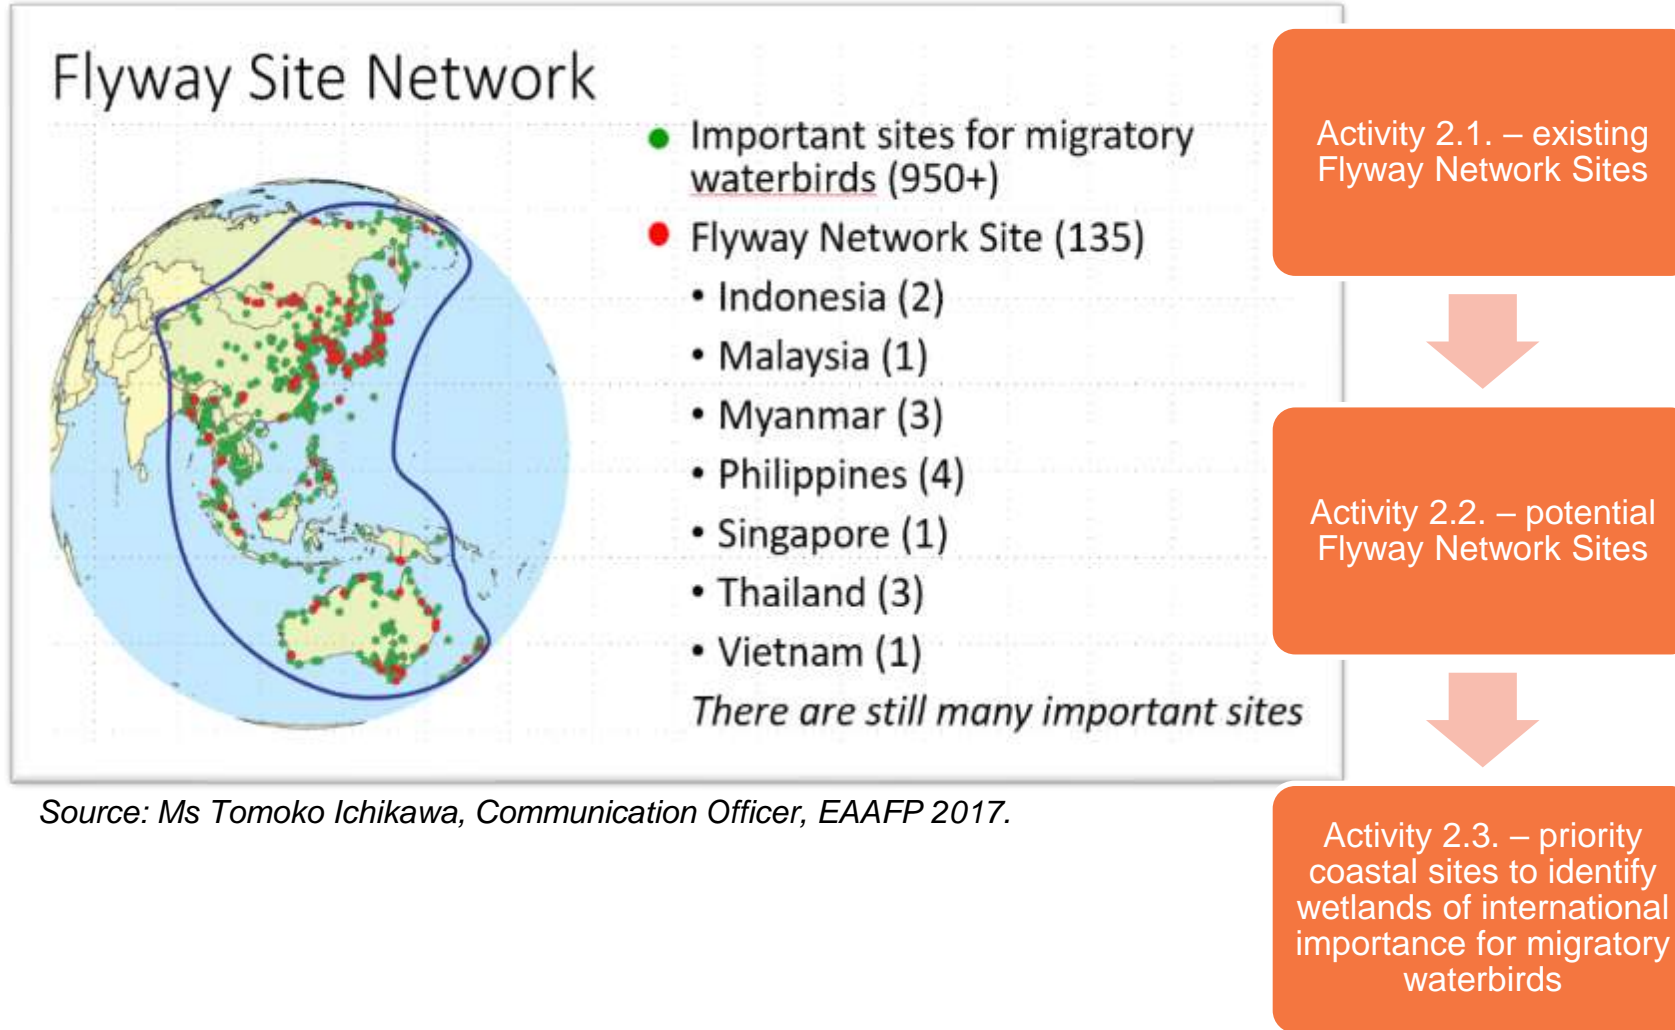 Flyway Site Network
Important sites for migratory
waterbirds (950+)
Flyway Network Site (135)
• Indonesia (2)
• Malaysia (1)
• Myanmar (3)
• Philippines (4)
• Singapore (1)
• Thailand (3)
• Vietnam (1)
There are still many important sites
Source: Ms Tomoko Ichikawa, Communication Officer, EAAFP 2017.
Activity 2.1. – existing
Flyway Network Sites
Activity 2.2. – potential
Flyway Network Sites
Activity 2.3. – priority
coastal sites to identify
wetlands of international
importance for migratory
waterbirds